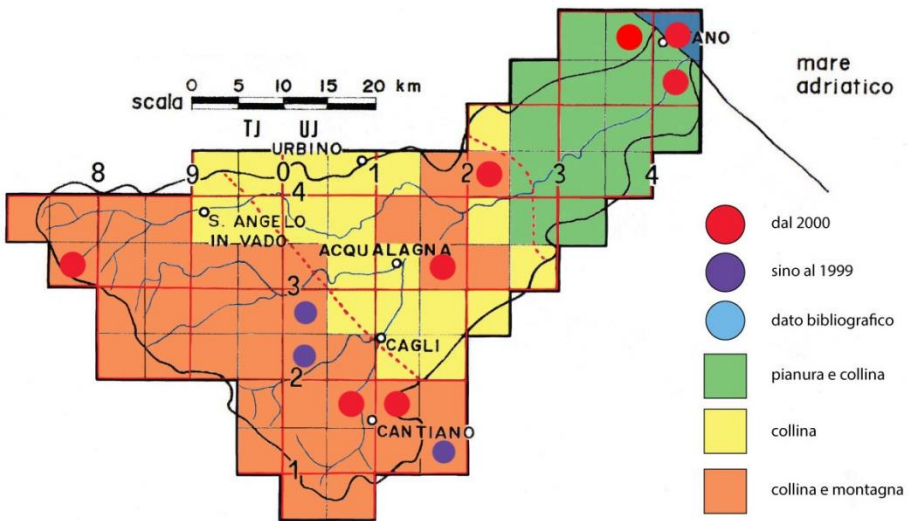 FANO
mare
adriatico
0 5 10 15 20 km
scala
TJ UJ
URBINO
8 9 0 1 2 3 4
4
S. ANGELO
IN VADO
ACQUALAGNA
3
CAGLI
2
CANTIANO
1
dal 2000
sino al 1999
dato bibliografico
pianura e collina
collina
collina e montagna